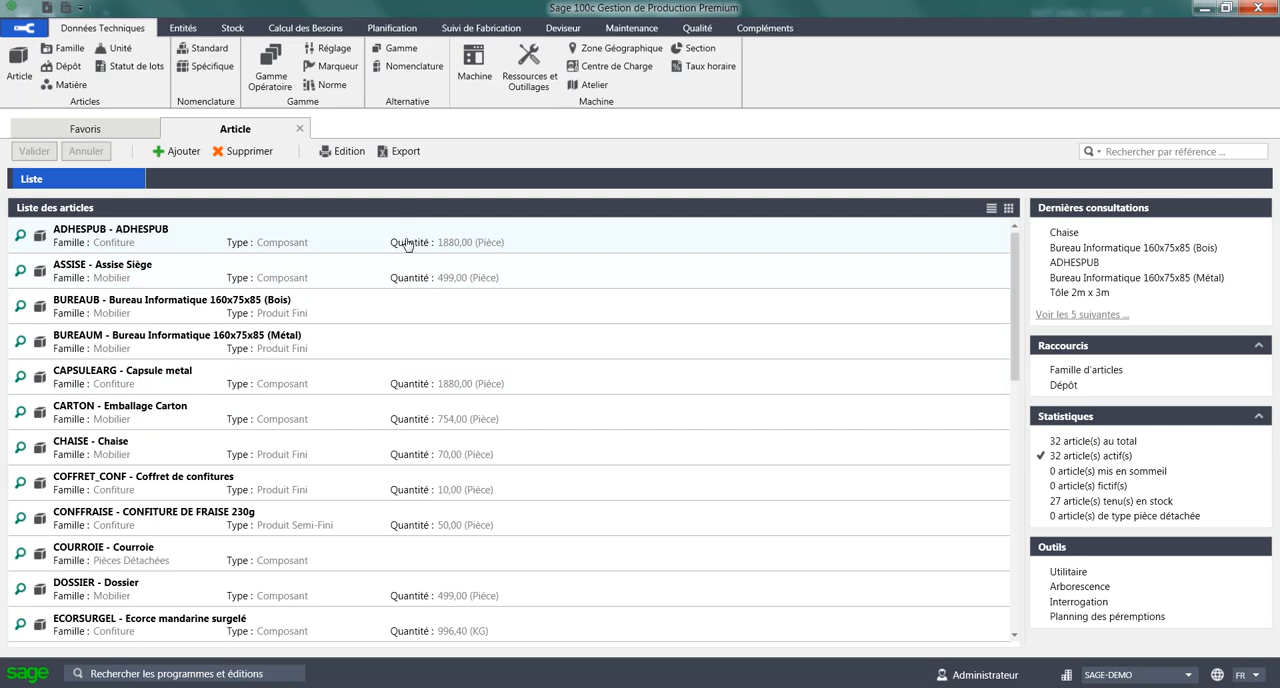 Sage 100c Gestion de Production Premium
Données Techniques Entités Stock Calcul des Besoins Planification Suivi de Fabrication Deviseur Maintenance Qualité Compléments
Article
Famille Unité
Dépôt Statut de lots
Matière
Articles
Standard
Spécifique
Nomenclature
Gamme Opératoire
Réglage
Marqueur
Norme
Gamme
Gamme
Nomenclature
Alternative
Machine
Ressources et Outillages
Zone Géographique Section
Centre de Charge Taux horaire
Atelier
Machine
Favoris Article
Valider Annuler Ajouter Supprimer Edition Export Rechercher par référence ...
Liste
Liste des articles
ADHESPUB - ADHESPUB
Famille : Confiture Type : Composant Quantité : 1880,00 (Pièce)
ASSISE - Assise Siège
Famille : Mobilier Type : Composant Quantité : 499,00 (Pièce)
BUREAUB - Bureau Informatique 160x75x85 (Bois)
Famille : Mobilier Type : Produit Fini
BUREAUM - Bureau Informatique 160x75x85 (Métal)
Famille : Mobilier Type : Produit Fini
CAPSULEARG - Capsule metal
Famille : Confiture Type : Composant Quantité : 1880,00 (Pièce)
CARTON - Emballage Carton
Famille : Mobilier Type : Composant Quantité : 754,00 (Pièce)
CHAISE - Chaise
Famille : Mobilier Type : Produit Fini Quantité : 70,00 (Pièce)
COFFRET_CONF - Coffret de confitures
Famille : Confiture Type : Produit Fini Quantité : 10,00 (Pièce)
CONFFRAISE - CONFITURE DE FRAISE 230g
Famille : Confiture Type : Produit Semi-Fini Quantité : 50,00 (Pièce)
COURROIE - Courroie
Famille : Pièces Détachées Type : Composant
DOSSIER - Dossier
Famille : Mobilier Type : Composant Quantité : 499,00 (Pièce)
ECORSURGEL - Ecorce mandarine surgelé
Famille : Confiture Type : Composant Quantité : 996,40 (KG)
Dernières consultations
Chaise
Bureau Informatique 160x75x85 (Bois)
ADHESPUB
Bureau Informatique 160x75x85 (Métal)
Tôle 2m x 3m
Voir les 5 suivantes ...
Raccourcis
Famille d'articles
Dépôt
Statistiques
32 article(s) au total
32 article(s) actif(s)
0 article(s) mis en sommeil
0 article(s) fictif(s)
27 article(s) tenu(s) en stock
0 article(s) de type pièce détachée
Outils
Utilitaire
Arborescence
Interrogation
Planning des péremptions
sage Rechercher les programmes et éditions Administrateur SAGE-DEMO FR